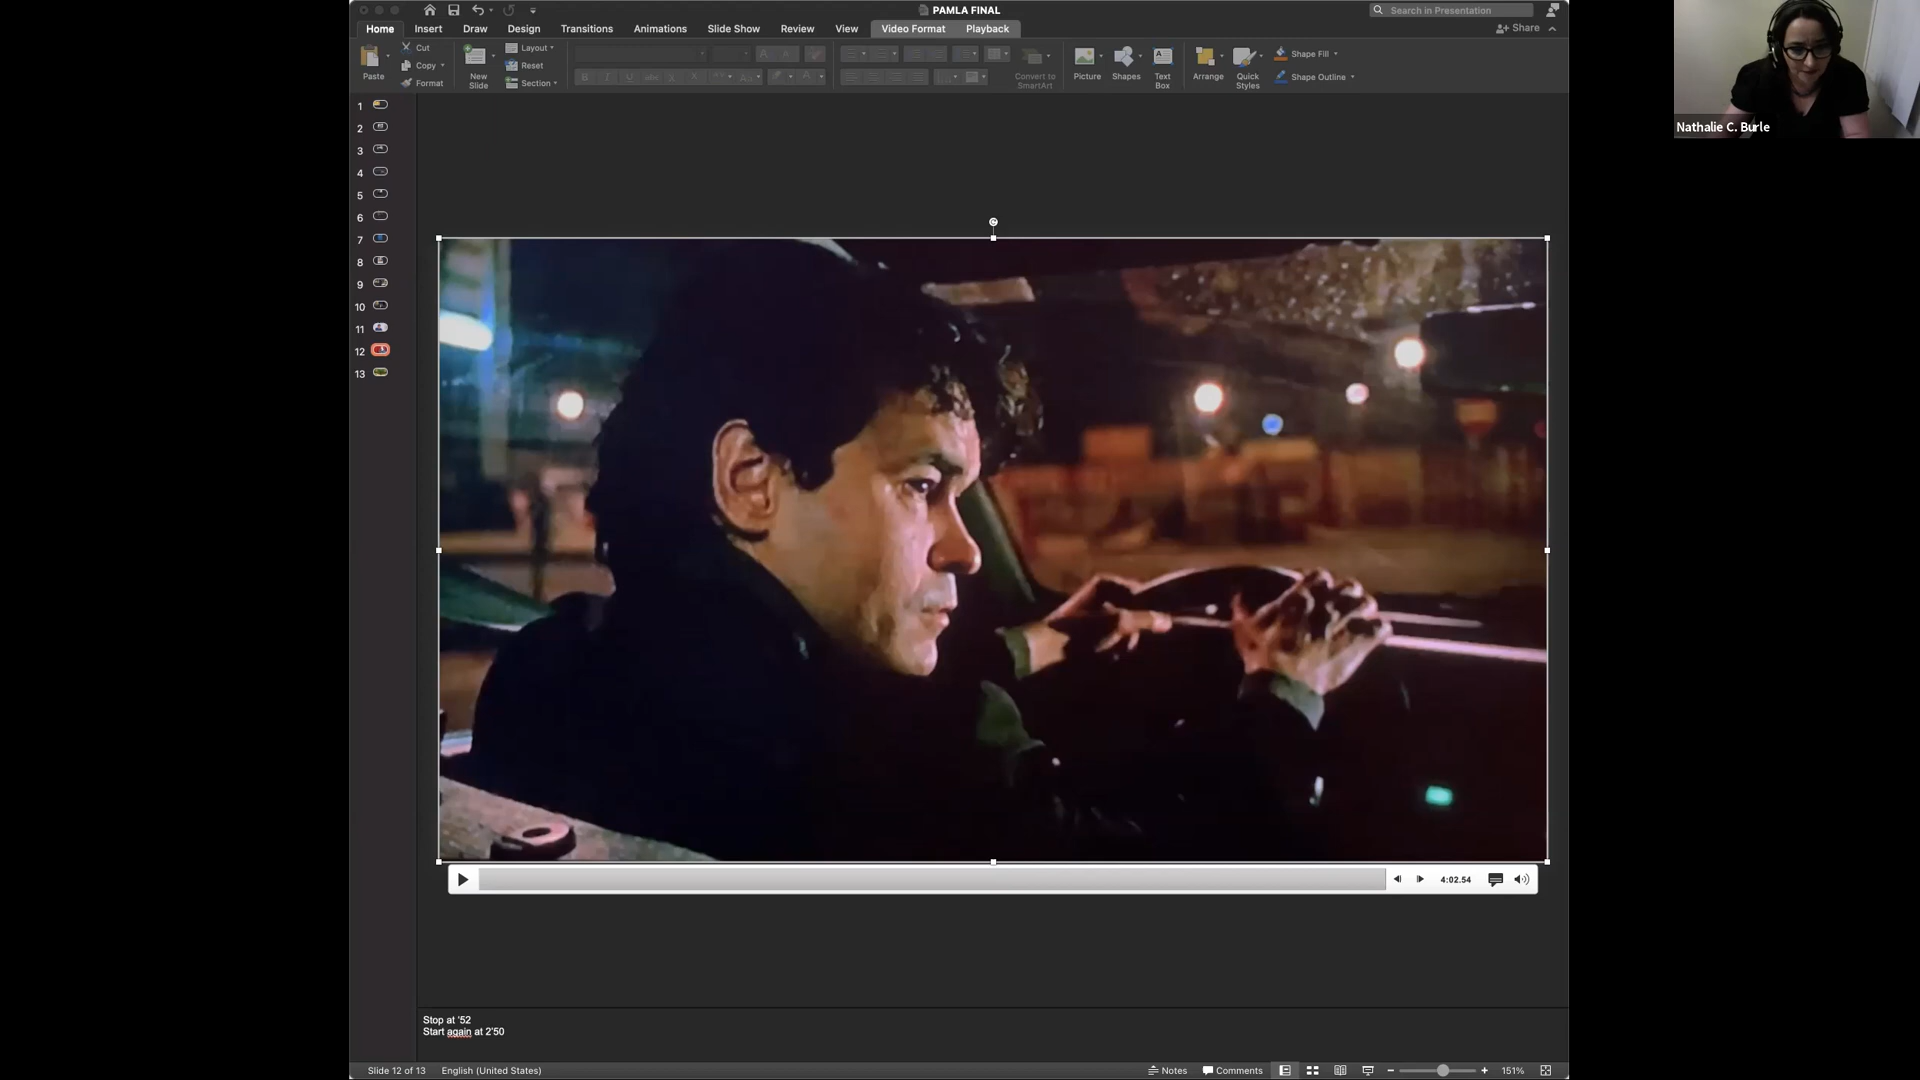 PAMLA FINAL
Search in Presentation
Home Insert Draw Design Transitions Animations Slide Show Review View Video Format Playback
Share
Paste
Cut
Copy
Format
New Slide
Layout
Reset
Section
Convert to SmartArt
Picture
Shapes
Text Box
Arrange
Quick Styles
Shape Fill
Shape Outline
Nathalie C. Burle
1
2
3
4
5
6
7
8
9
10
11
12
13
4:02.54
Stop at '52
Start again at 2'50
Slide 12 of 13 English (United States) Notes Comments 151%